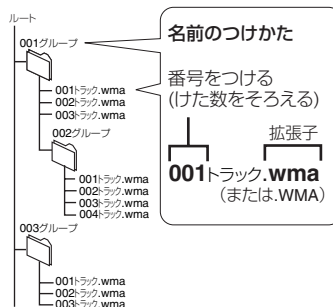 ルート
001グループ
001トラック.wma
002トラック.wma
003トラック.wma
002グループ
001トラック.wma
002トラック.wma
003トラック.wma
004トラック.wma
003グループ
001トラック.wma
002トラック.wma
003トラック.wma
名前のつけかた
番号をつける
(けた数をそろえる)
拡張子
001トラック.wma
(または.WMA)